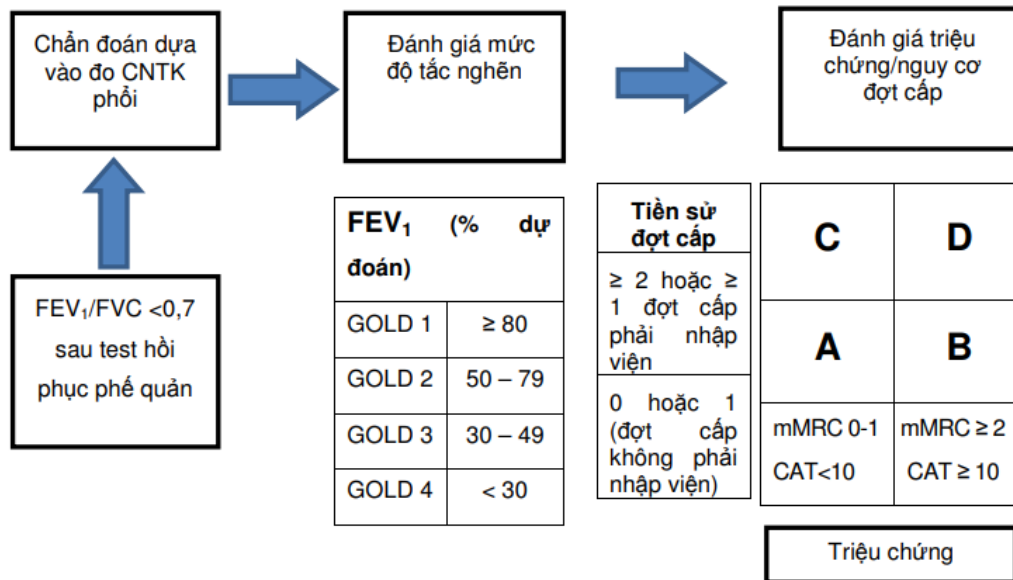 Chẩn đoán dựa
vào đo CNTK
phổi
Đánh giá mức
độ tắc nghẽn
Đánh giá triệu
chứng/nguy cơ
đợt cấp
FEV₁/FVC <0,7
sau test hồi
phục phế quản
FEV₁ (% dự
đoán)
GOLD 1 ≥ 80
GOLD 2 50 – 79
GOLD 3 30 – 49
GOLD 4 < 30
Tiền sử
đợt cấp
≥ 2 hoặc ≥
1 đợt cấp
phải nhập
viện
0 hoặc 1
(đợt cấp
không phải
nhập viện)
C D
A B
mMRC 0-1 mMRC ≥ 2
CAT<10 CAT ≥ 10
Triệu chứng